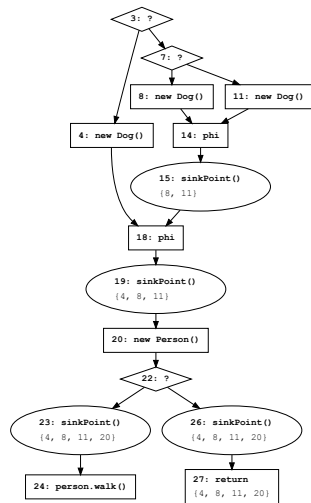 3: ?
7: ?
8: new Dog()
11: new Dog()
4: new Dog()
14: phi
15: sinkPoint()
{8, 11}
18: phi
19: sinkPoint()
{4, 8, 11}
20: new Person()
22: ?
23: sinkPoint()
{4, 8, 11, 20}
26: sinkPoint()
{4, 8, 11, 20}
24: person.walk()
27: return
{4, 8, 11, 20}